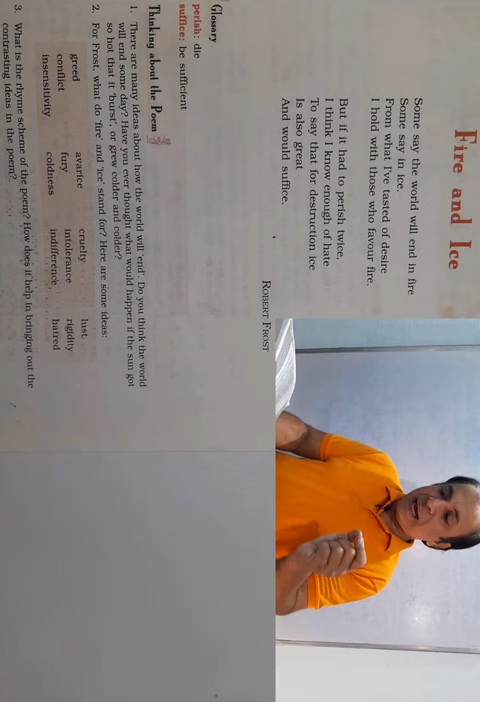 Fire and Ice
Some say the world will end in fire
Some say in ice.
From what I've tasted of desire
I hold with those who favour fire.
But if it had to perish twice,
I think I know enough of hate
To say that for destruction ice
Is also great
And would suffice.
ROBERT FROST
Glossary
perish: die
suffice: be sufficient
Thinking about the Poem
1. There are many ideas about how the world will 'end'. Do you think the world
will end some day? Have you ever thought what would happen if the sun got
so hot that it 'burst', or grew colder and colder?
2. For Frost, what do 'fire' and 'ice' stand for? Here are some ideas:
greed avarice cruelty lust
conflict fury intolerance rigidity
insensitivity coldness indifference hatred
3. What is the rhyme scheme of the poem? How does it help in bringing out the
contrasting ideas in the poem?